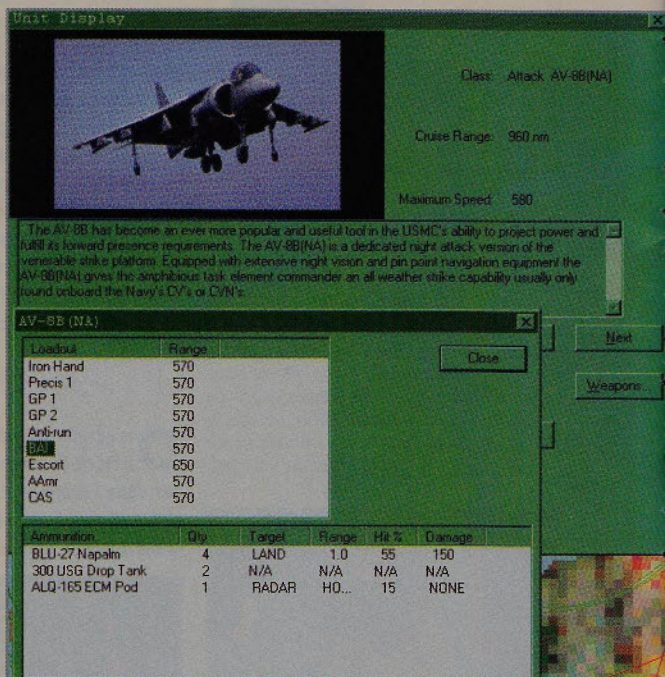 Unit Display
Class: Attack AV-8B(NA)
Cruise Range: 960 nm
Maximum Speed: 580
The AV-8B has become an ever more popular and useful tool in the USMC's ability to project power and
fulfill its forward presence requirements. The AV-8B(NA) is a dedicated night attack version of the
venerable strike platform. Equipped with extensive night vision and pin point navigation equipment the
AV-8B(NA) gives the amphibious task element commander an all weather strike capability usually only
found onboard the Navy's CV's or CVN's.
Next
Weapons...
AV-8B(NA)
Close
Loadout Range
Iron Hand 570
Precis 1 570
GP 1 570
GP 2 570
Anti-run 570
BAI 570
Escort 650
AAmr 570
CAS 570
Ammunition Qty Target Range Hit % Damage
BLU-27 Napalm 4 LAND 1.0 55 150
300 USG Drop Tank 2 N/A N/A N/A N/A
ALQ-165 ECM Pod 1 RADAR HO... 15 NONE